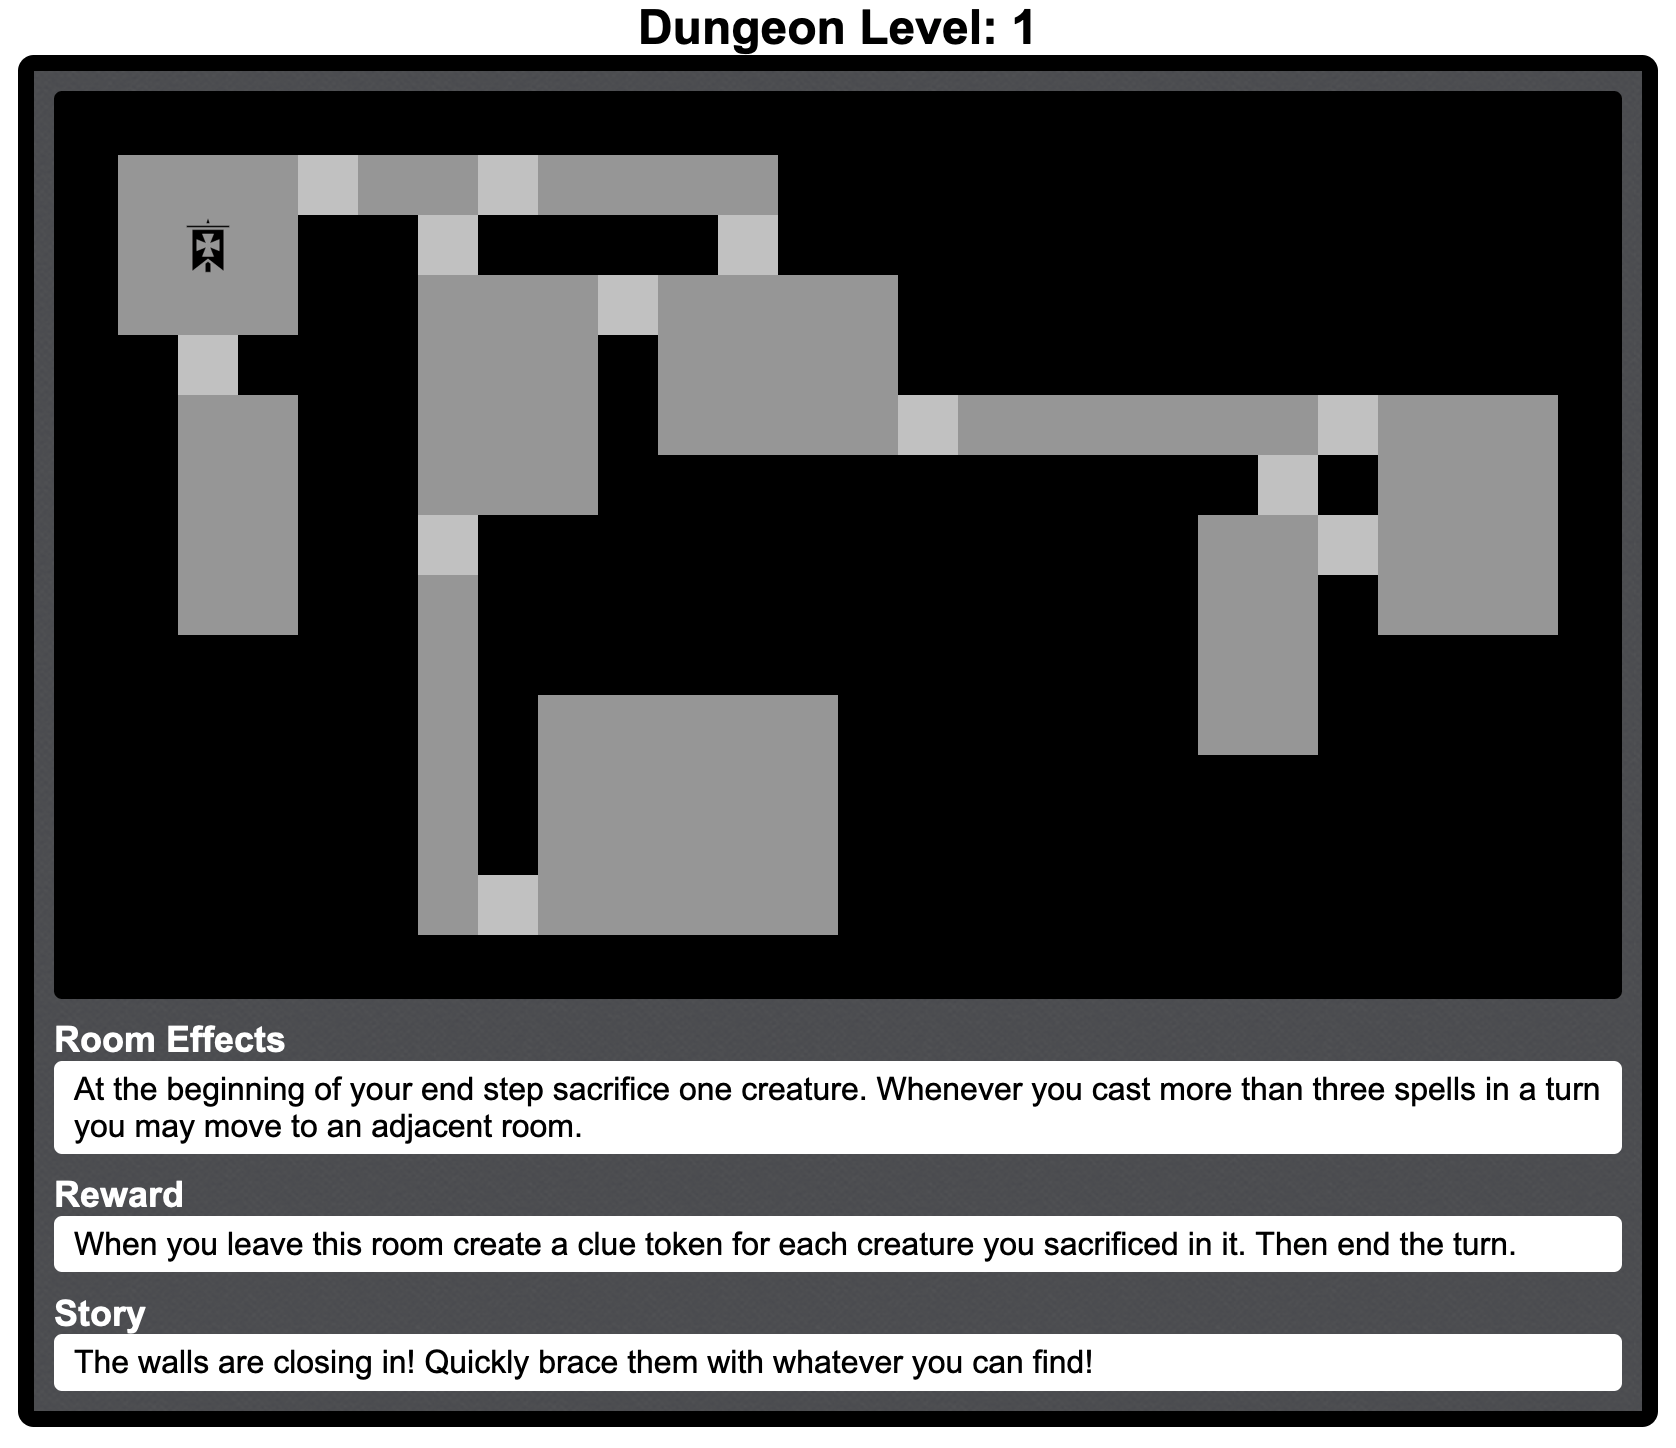 Dungeon Level: 1
Room Effects
At the beginning of your end step sacrifice one creature. Whenever you cast more than three spells in a turn
you may move to an adjacent room.
Reward
When you leave this room create a clue token for each creature you sacrificed in it. Then end the turn.
Story
The walls are closing in! Quickly brace them with whatever you can find!